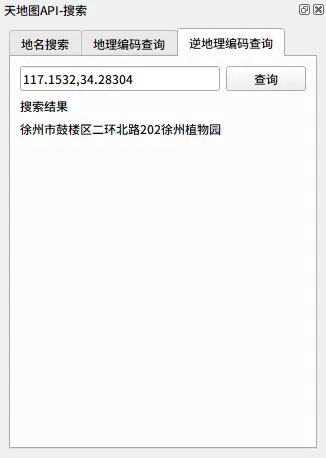 天地图API-搜索
地名搜索 地理编码查询 逆地理编码查询
117.1532,34.28304 查询
搜索结果
徐州市鼓楼区二环北路202徐州植物园